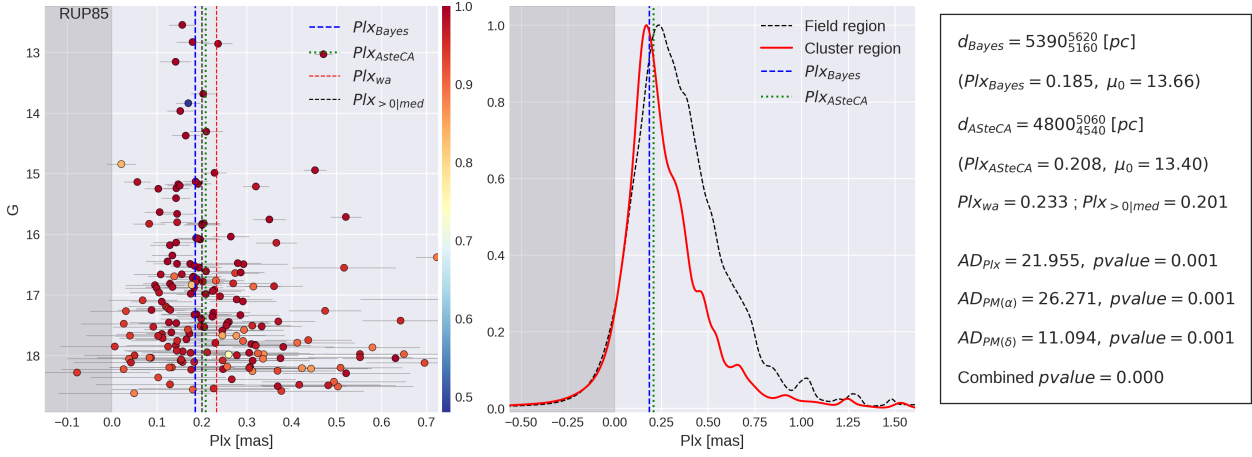 RUP85
Plx_Bayes
Plx_AsteCA
Plx_wa
Plx_>0|med
13
14
15
16
17
18
G
−0.1 0.0 0.1 0.2 0.3 0.4 0.5 0.6 0.7
Plx [mas]
1.0
0.9
0.8
0.7
0.6
0.5
Field region
Cluster region
Plx_Bayes
Plx_ASteCA
1.0
0.8
0.6
0.4
0.2
0.0
−0.50 −0.25 0.00 0.25 0.50 0.75 1.00 1.25 1.50
Plx [mas]
d_Bayes = 5390^5620_5160 [pc]
(Plx_Bayes = 0.185, μ_0 = 13.66)
d_ASteCA = 4800^5060_4540 [pc]
(Plx_ASteCA = 0.208, μ_0 = 13.40)
Plx_wa = 0.233 ; Plx_>0|med = 0.201
AD_Plx = 21.955, pvalue = 0.001
AD_PM(α) = 26.271, pvalue = 0.001
AD_PM(δ) = 11.094, pvalue = 0.001
Combined pvalue = 0.000